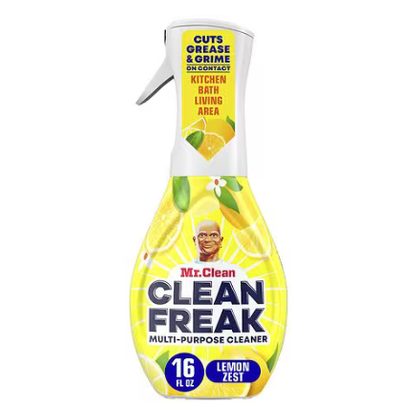 CUTS
GREASE
& GRIME
ON CONTACT
KITCHEN
BATH
LIVING
AREA
Mr.Clean
CLEAN
FREAK
MULTI-PURPOSE CLEANER
16
FL OZ
LEMON
ZEST